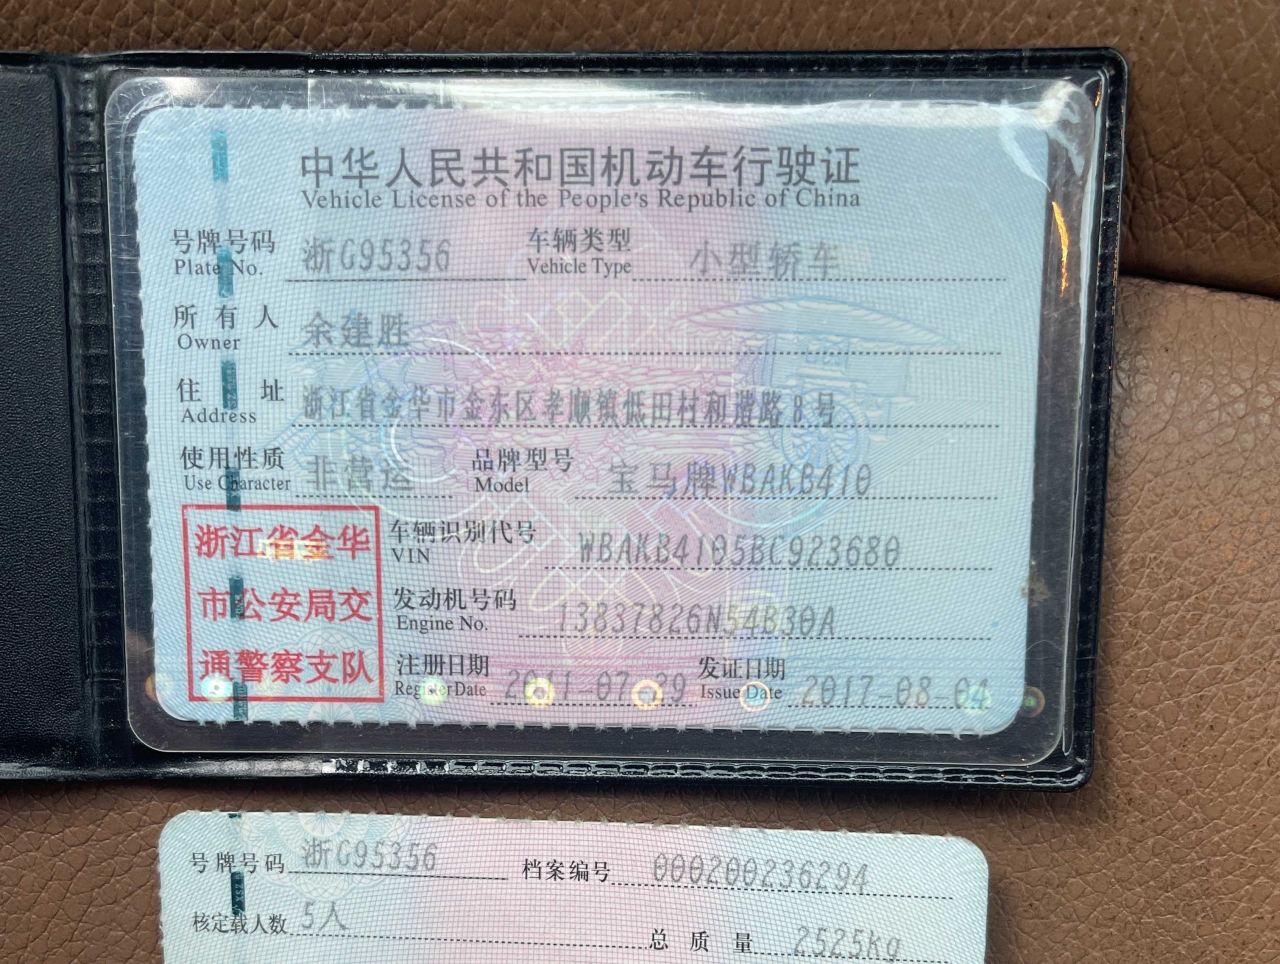 中华人民共和国机动车行驶证
Vehicle License of the People's Republic of China
号牌号码 浙G95356 车辆类型 小型轿车
Plate No. Vehicle Type
所有人 余建胜
Owner
住址 浙江省金华市金东区孝顺镇低田村和谐路8号
Address
使用性质 非营运 品牌型号 宝马牌WBAKB410
Use Character Model
浙江省金华
市公安局交
通警察支队
车辆识别代号 WBAKB4105BC923680
VIN
发动机号码 13837826N54B30A
Engine No.
注册日期 2011-07-29 发证日期 2017-08-04
Register Date Issue Date
号牌号码 浙G95356 档案编号 000200236294
核定载人数 5人
总质量 2525kg